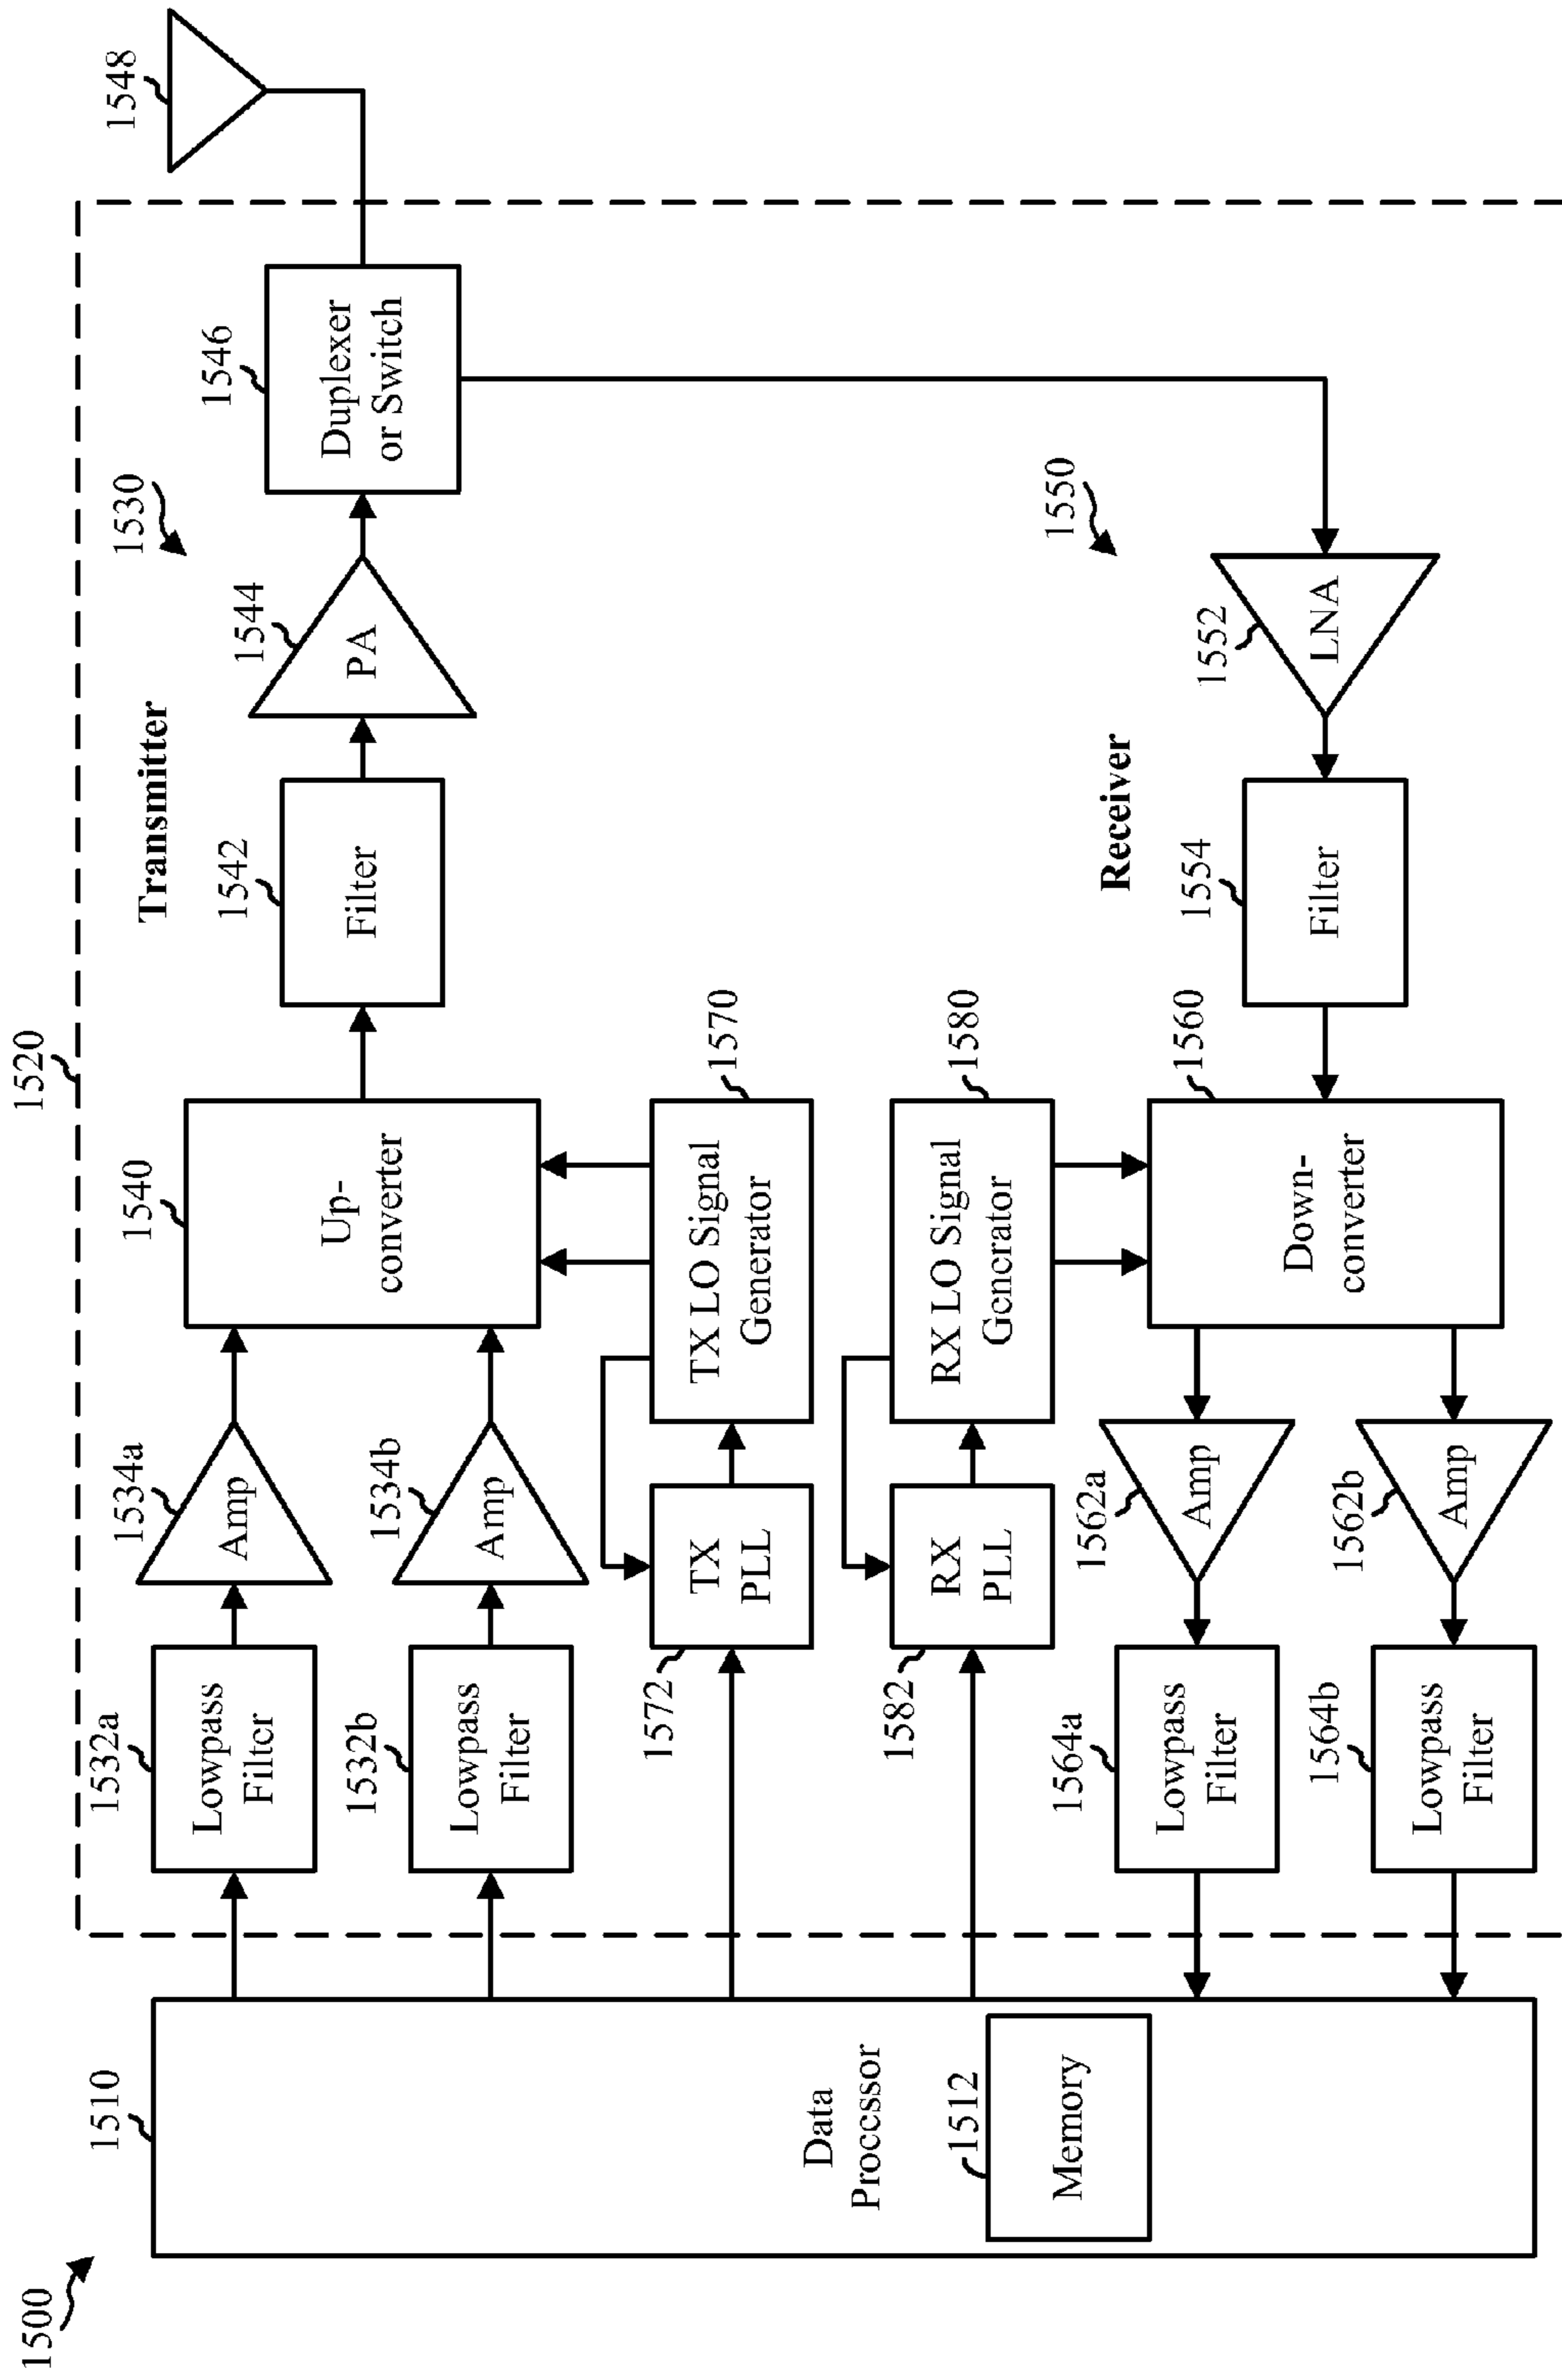 1500
1510
Data
Processor
1512
Memory
1520
1532a
Lowpass
Filter
1534a
Amp
1532b
Lowpass
Filter
1534b
Amp
1540
Up-
converter
Transmitter
1530
1542
Filter
1544
PA
1546
Duplexer
or Switch
1548
1572
TX
PLL
TX LO Signal
Generator
1570
1582
RX
PLL
RX LO Signal
Generator
1580
1560
Down-
converter
Receiver
1550
1554
Filter
1552
LNA
1564a
Lowpass
Filter
1562a
Amp
1564b
Lowpass
Filter
1562b
Amp